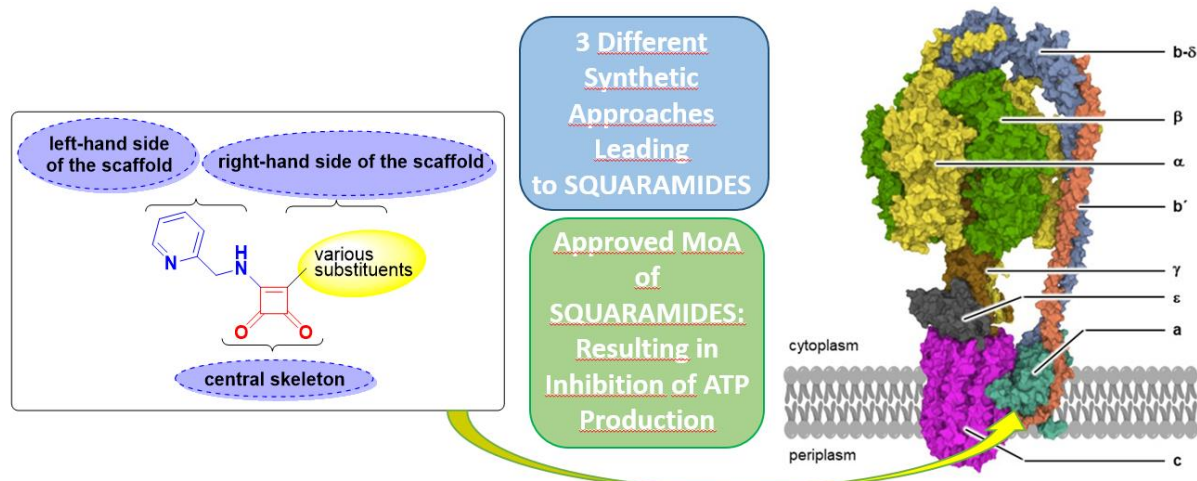 left-hand side
of the scaffold
right-hand side of the scaffold
N
H
N
various
substituents
O
O
central skeleton
3 Different
Synthetic
Approaches
Leading
to SQUARAMIDES
Approved MoA
of
SQUARAMIDES:
Resulting in
Inhibition of ATP
Production
b-δ
β
α
b´
γ
ε
a
cytoplasm
periplasm
c